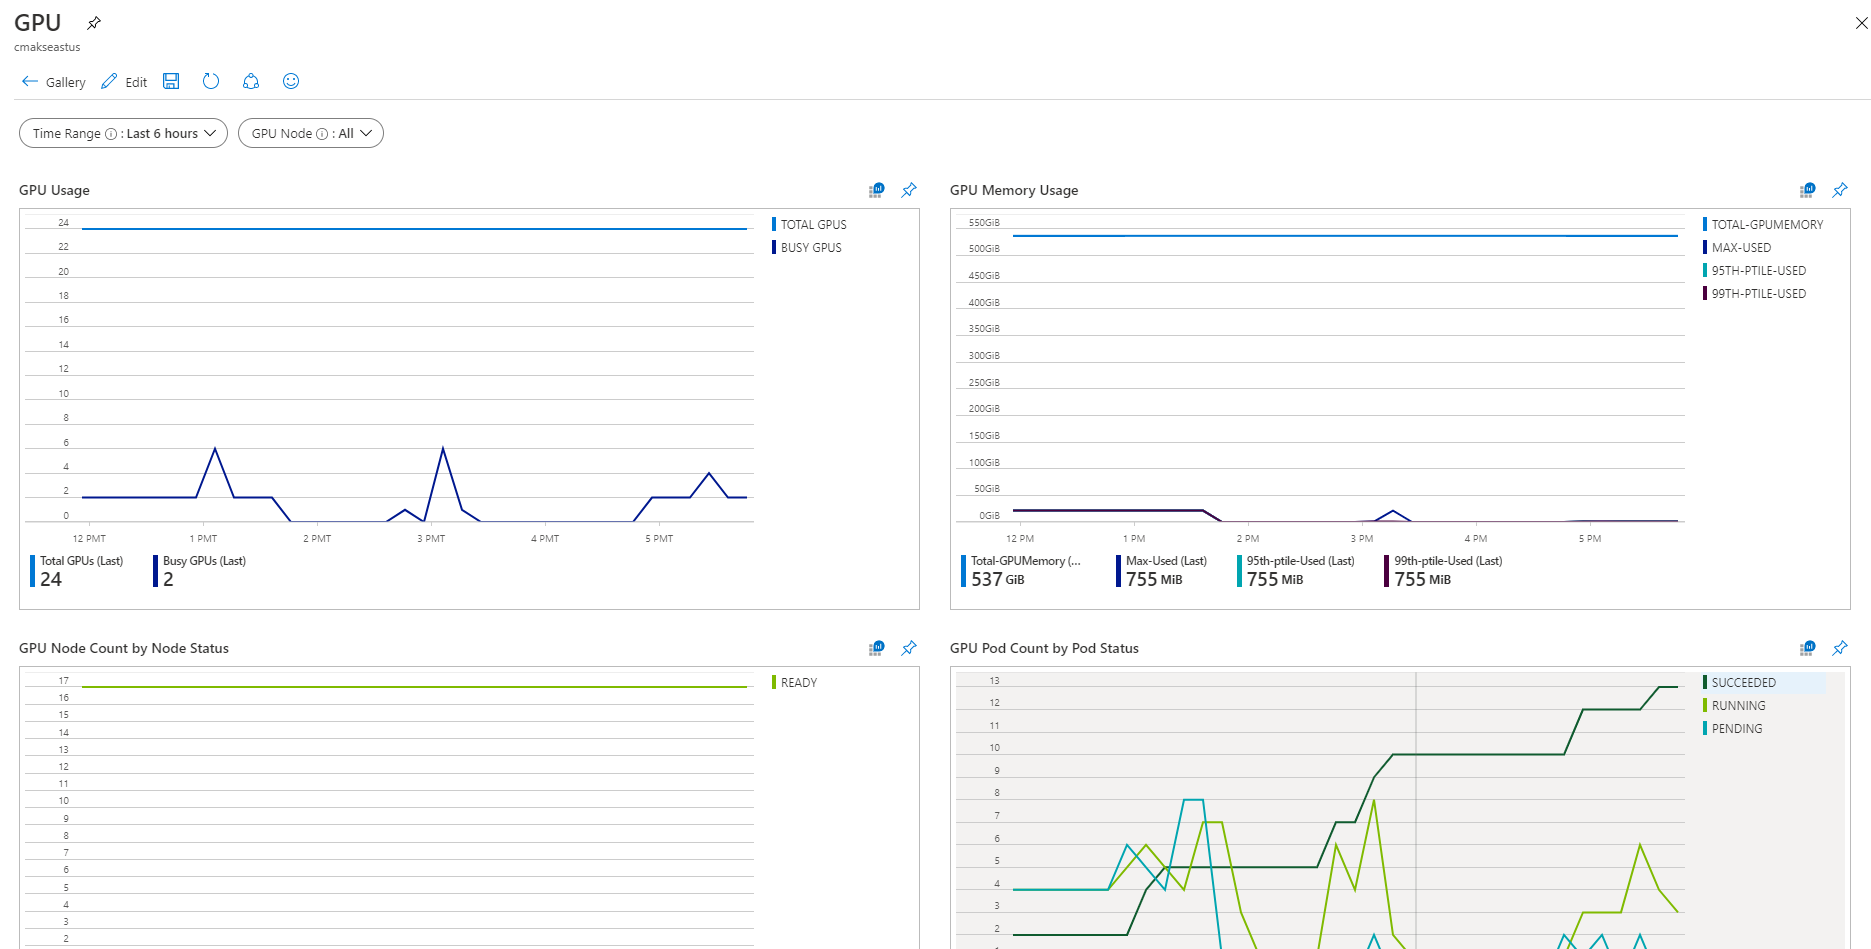 GPU
cmakseastus
Gallery
Edit
Time Range : Last 6 hours
GPU Node : All
GPU Usage
24
22
20
18
16
14
12
10
8
6
4
2
0
12 PMT
1 PMT
2 PMT
3 PMT
4 PMT
5 PMT
TOTAL GPUS
BUSY GPUS
Total GPUs (Last)
24
Busy GPUs (Last)
2
GPU Memory Usage
550GiB
500GiB
450GiB
400GiB
350GiB
300GiB
250GiB
200GiB
150GiB
100GiB
50GiB
0GiB
12 PM
1 PM
2 PM
3 PM
4 PM
5 PM
TOTAL-GPUMEMORY
MAX-USED
95TH-PTILE-USED
99TH-PTILE-USED
Total-GPUMemory (...
537 GiB
Max-Used (Last)
755 MiB
95th-ptile-Used (Last)
755 MiB
99th-ptile-Used (Last)
755 MiB
GPU Node Count by Node Status
17
16
15
14
13
12
11
10
9
8
7
6
5
4
3
2
READY
GPU Pod Count by Pod Status
13
12
11
10
9
8
7
6
5
4
3
2
SUCCEEDED
RUNNING
PENDING